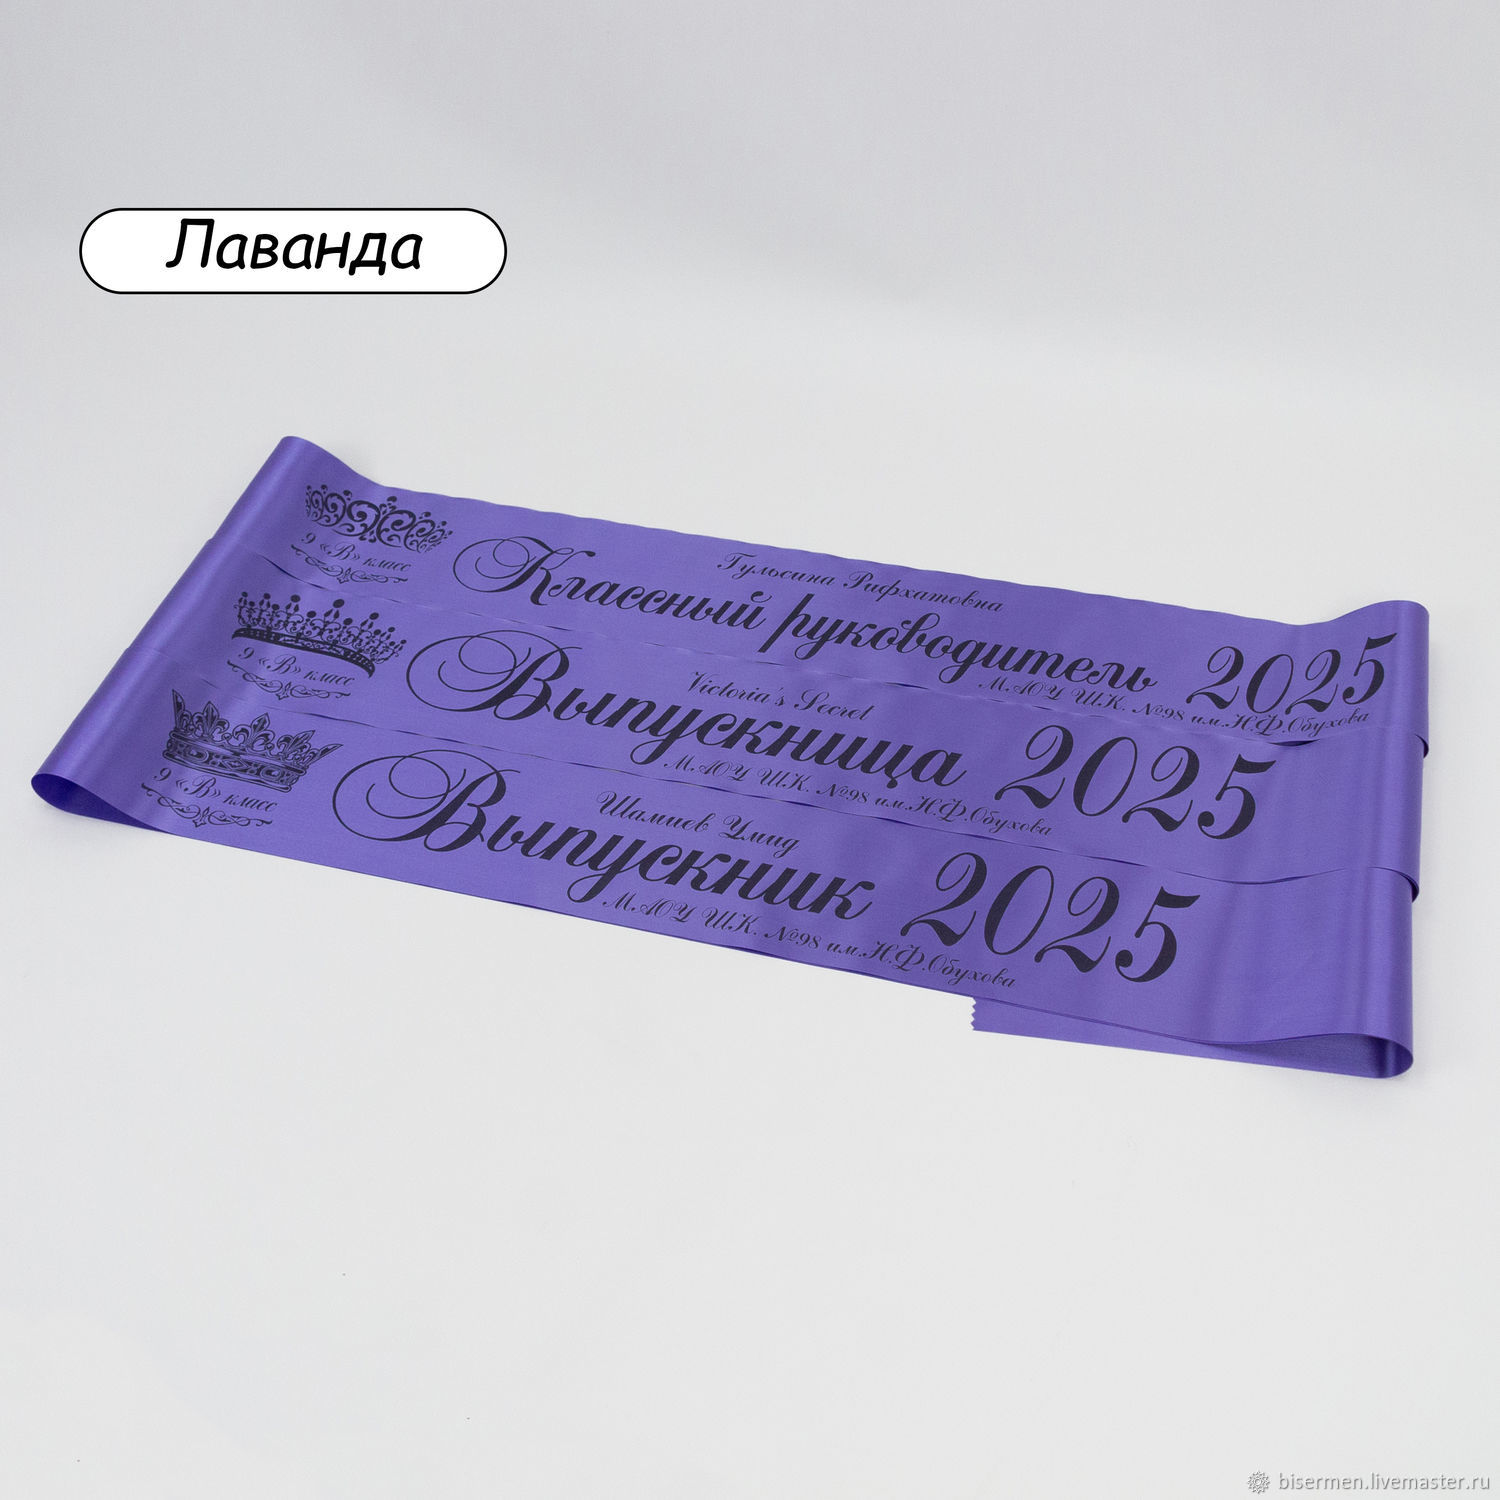 Лаванда
9 «В» класс
Гульсина Рифхатовна
Классный руководитель 2025
МАОУ ШК. №98 им.Н.Ф.Обухова
9 «В» класс
Victoria's Secret
Выпускница 2025
МАОУ ШК. №98 им.Н.Ф.Обухова
9 «В» класс
Шамиев Умид
Выпускник 2025
МАОУ ШК. №98 им.Н.Ф.Обухова
bisermen.livemaster.ru